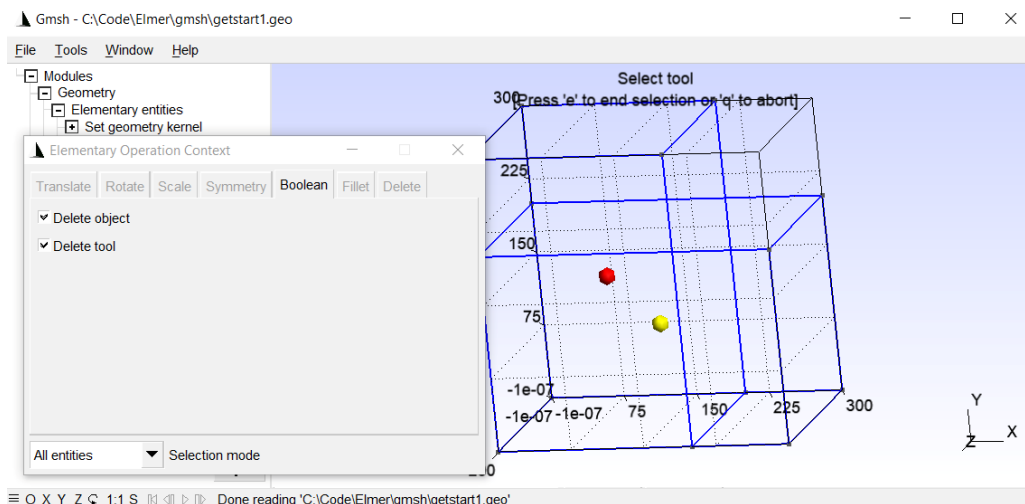 Gmsh - C:\Code\Elmer\gmsh\getstart1.geo
File Tools Window Help
Modules
Geometry
Elementary entities
Set geometry kernel
Elementary Operation Context
Translate Rotate Scale Symmetry Boolean Fillet Delete
Delete object
Delete tool
All entities Selection mode
Select tool
[Press 'e' to end selection or 'q' to abort]
300
225
150
75
-1e-07
-1e-07 -1e-07 75 150 225 300
Y
Z X
O X Y Z 1:1 S Done reading 'C:\Code\Elmer\gmsh\getstart1.geo'